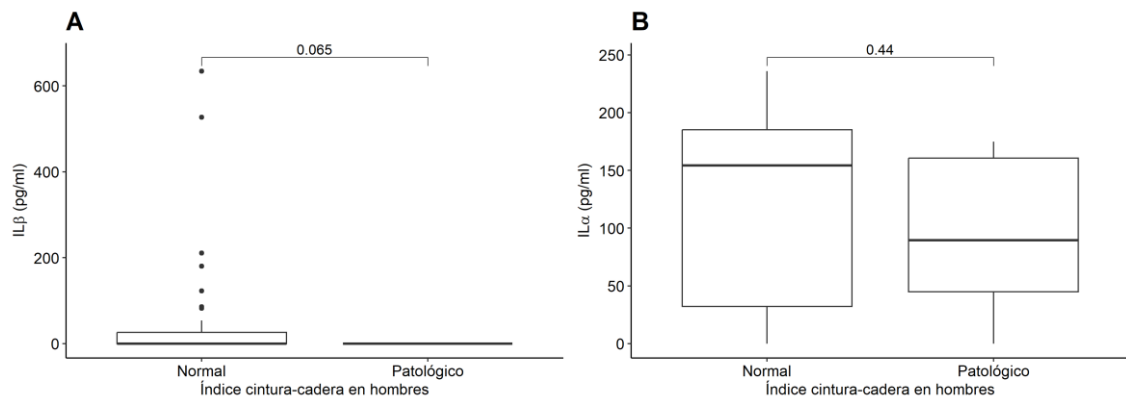 A
0.065
600
400
200
0
ILβ (pg/ml)
Normal
Patológico
Índice cintura-cadera en hombres
B
0.44
250
200
150
100
50
0
ILα (pg/ml)
Normal
Patológico
Índice cintura-cadera en hombres